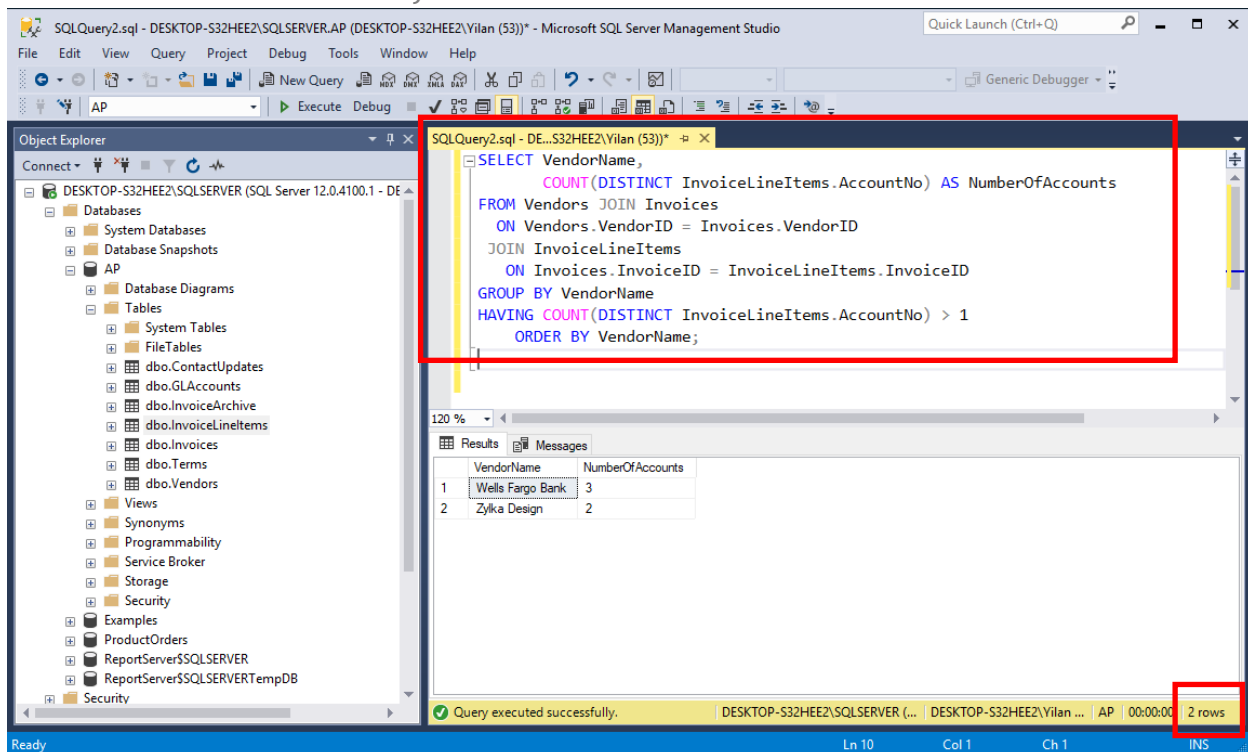 SQLQuery2.sql - DESKTOP-S32HEE2\SQLSERVER.AP (DESKTOP-S32HEE2\Yilan (53))* - Microsoft SQL Server Management Studio
Quick Launch (Ctrl+Q)
File Edit View Query Project Debug Tools Window Help
New Query MDX DMX XMLA DAX Generic Debugger
AP Execute Debug
Object Explorer
Connect
DESKTOP-S32HEE2\SQLSERVER (SQL Server 12.0.4100.1 - DE
Databases
System Databases
Database Snapshots
AP
Database Diagrams
Tables
System Tables
FileTables
dbo.ContactUpdates
dbo.GLAccounts
dbo.InvoiceArchive
dbo.InvoiceLineItems
dbo.Invoices
dbo.Terms
dbo.Vendors
Views
Synonyms
Programmability
Service Broker
Storage
Security
Examples
ProductOrders
ReportServer$SQLSERVER
ReportServer$SQLSERVERTempDB
Security
SQLQuery2.sql - DE...S32HEE2\Yilan (53))*
SELECT VendorName,
COUNT(DISTINCT InvoiceLineItems.AccountNo) AS NumberOfAccounts
FROM Vendors JOIN Invoices
ON Vendors.VendorID = Invoices.VendorID
JOIN InvoiceLineItems
ON Invoices.InvoiceID = InvoiceLineItems.InvoiceID
GROUP BY VendorName
HAVING COUNT(DISTINCT InvoiceLineItems.AccountNo) > 1
ORDER BY VendorName;
120 %
Results Messages
VendorName NumberOfAccounts
1 Wells Fargo Bank 3
2 Zylka Design 2
Query executed successfully. DESKTOP-S32HEE2\SQLSERVER (... DESKTOP-S32HEE2\Yilan ... AP 00:00:00 2 rows
Ready Ln 10 Col 1 Ch 1 INS